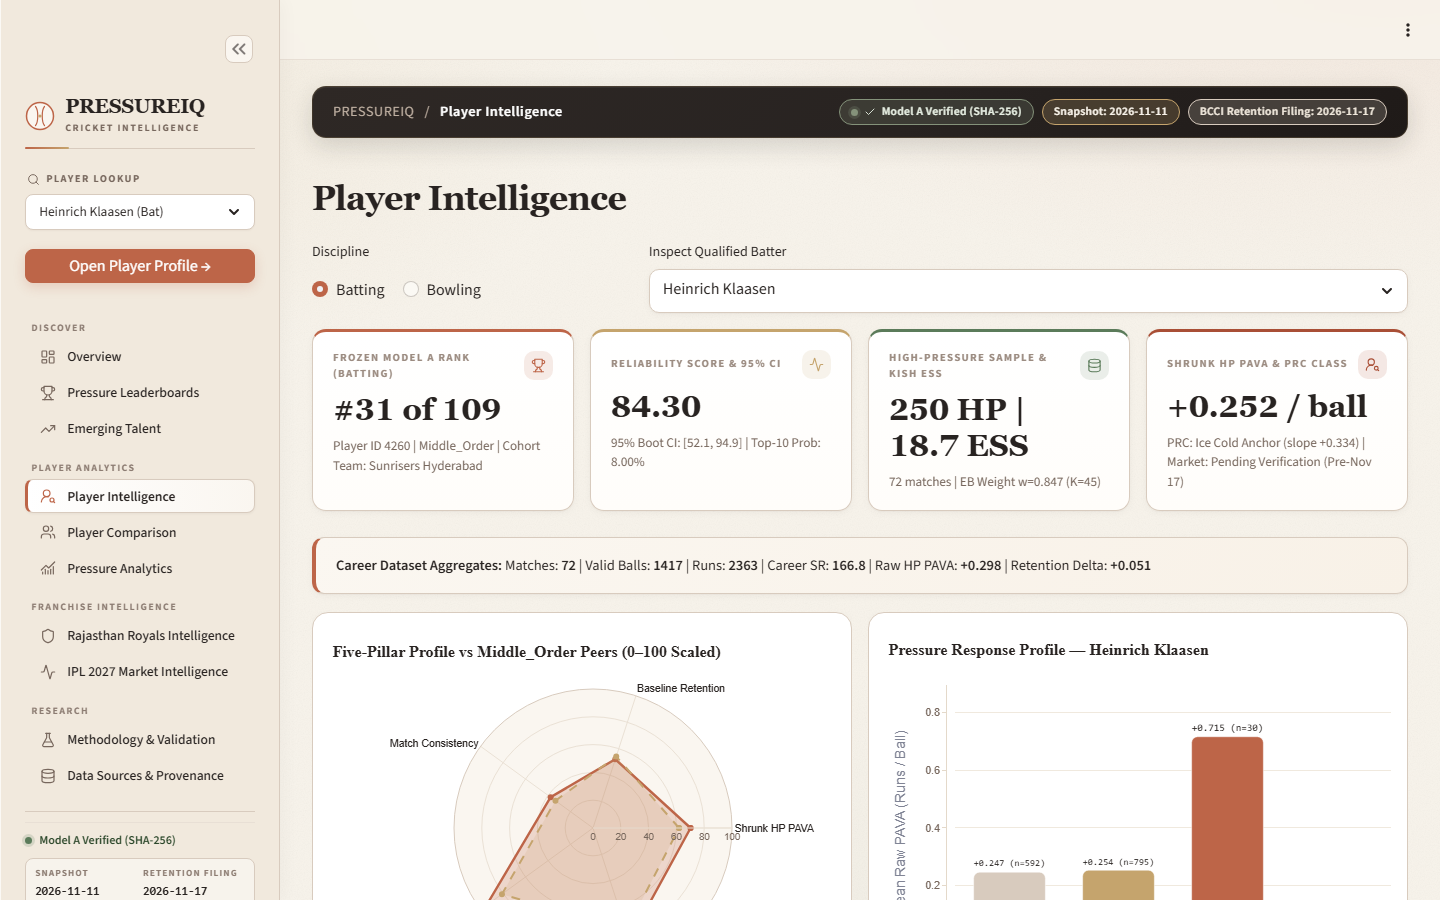 PRESSUREIQ
CRICKET INTELLIGENCE
PLAYER LOOKUP
Heinrich Klaasen (Bat)
Open Player Profile →
DISCOVER
Overview
Pressure Leaderboards
Emerging Talent
PLAYER ANALYTICS
Player Intelligence
Player Comparison
Pressure Analytics
FRANCHISE INTELLIGENCE
Rajasthan Royals Intelligence
IPL 2027 Market Intelligence
RESEARCH
Methodology & Validation
Data Sources & Provenance
Model A Verified (SHA-256)
SNAPSHOT RETENTION FILING
2026-11-11 2026-11-17
PRESSUREIQ / Player Intelligence
✓ Model A Verified (SHA-256) Snapshot: 2026-11-11 BCCI Retention Filing: 2026-11-17
Player Intelligence
Discipline
Batting Bowling
Inspect Qualified Batter
Heinrich Klaasen
FROZEN MODEL A RANK
(BATTING)
#31 of 109
Player ID 4260 | Middle_Order | Cohort
Team: Sunrisers Hyderabad
RELIABILITY SCORE & 95% CI
84.30
95% Boot CI: [52.1, 94.9] | Top-10 Prob:
8.00%
HIGH-PRESSURE SAMPLE &
KISH ESS
250 HP |
18.7 ESS
72 matches | EB Weight w=0.847 (K=45)
SHRUNK HP PAVA & PRC CLASS
+0.252 / ball
PRC: Ice Cold Anchor (slope +0.334) |
Market: Pending Verification (Pre-Nov
17)
Career Dataset Aggregates: Matches: 72 | Valid Balls: 1417 | Runs: 2363 | Career SR: 166.8 | Raw HP PAVA: +0.298 | Retention Delta: +0.051
Five-Pillar Profile vs Middle_Order Peers (0–100 Scaled)
Baseline Retention
Match Consistency
Shrunk HP PAVA
0 20 40 60 80 100
Pressure Response Profile — Heinrich Klaasen
ean Raw PAVA (Runs / Ball)
0.8
0.6
0.4
0.2
+0.247 (n=592)
+0.254 (n=795)
+0.715 (n=30)